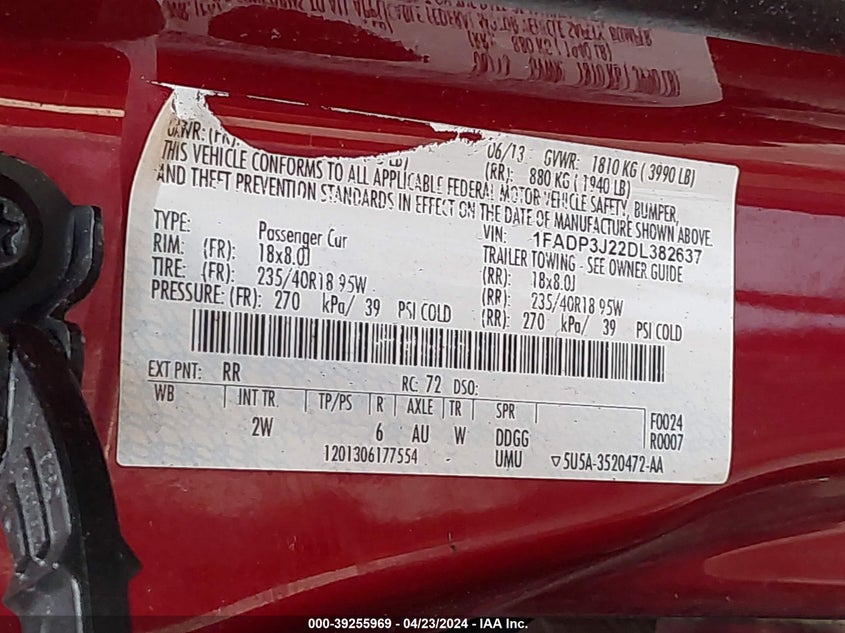 06/13 GVWR: 1810 KG ( 3990 LB)
GAWR: (FR): LB) (RR): 880 KG ( 1940 LB)
THIS VEHICLE CONFORMS TO ALL APPLICABLE FEDERAL MOTOR VEHICLE SAFETY, BUMPER,
AND THEFT PREVENTION STANDARDS IN EFFECT ON THE DATE OF MANUFACTURE SHOWN ABOVE.
VIN: 1FADP3J22DL382637
TYPE: Passenger Car TRAILER TOWING - SEE OWNER GUIDE
RIM: (FR): 18x8.0J (RR): 18x8.0J
TIRE: (FR): 235/40R18 95W (RR): 235/40R18 95W
PRESSURE: (FR): 270 kPa/ 39 PSI COLD (RR): 270 kPa/ 39 PSI COLD
EXT PNT: RR RC: 72 DSO:
WB INT TR. TP/PS R AXLE TR SPR F0024
2W 6 AU W DDGG R0007
1201306177554 UMU ▽5U5A-3520472-AA
000-39255969 - 04/23/2024 - IAA Inc.